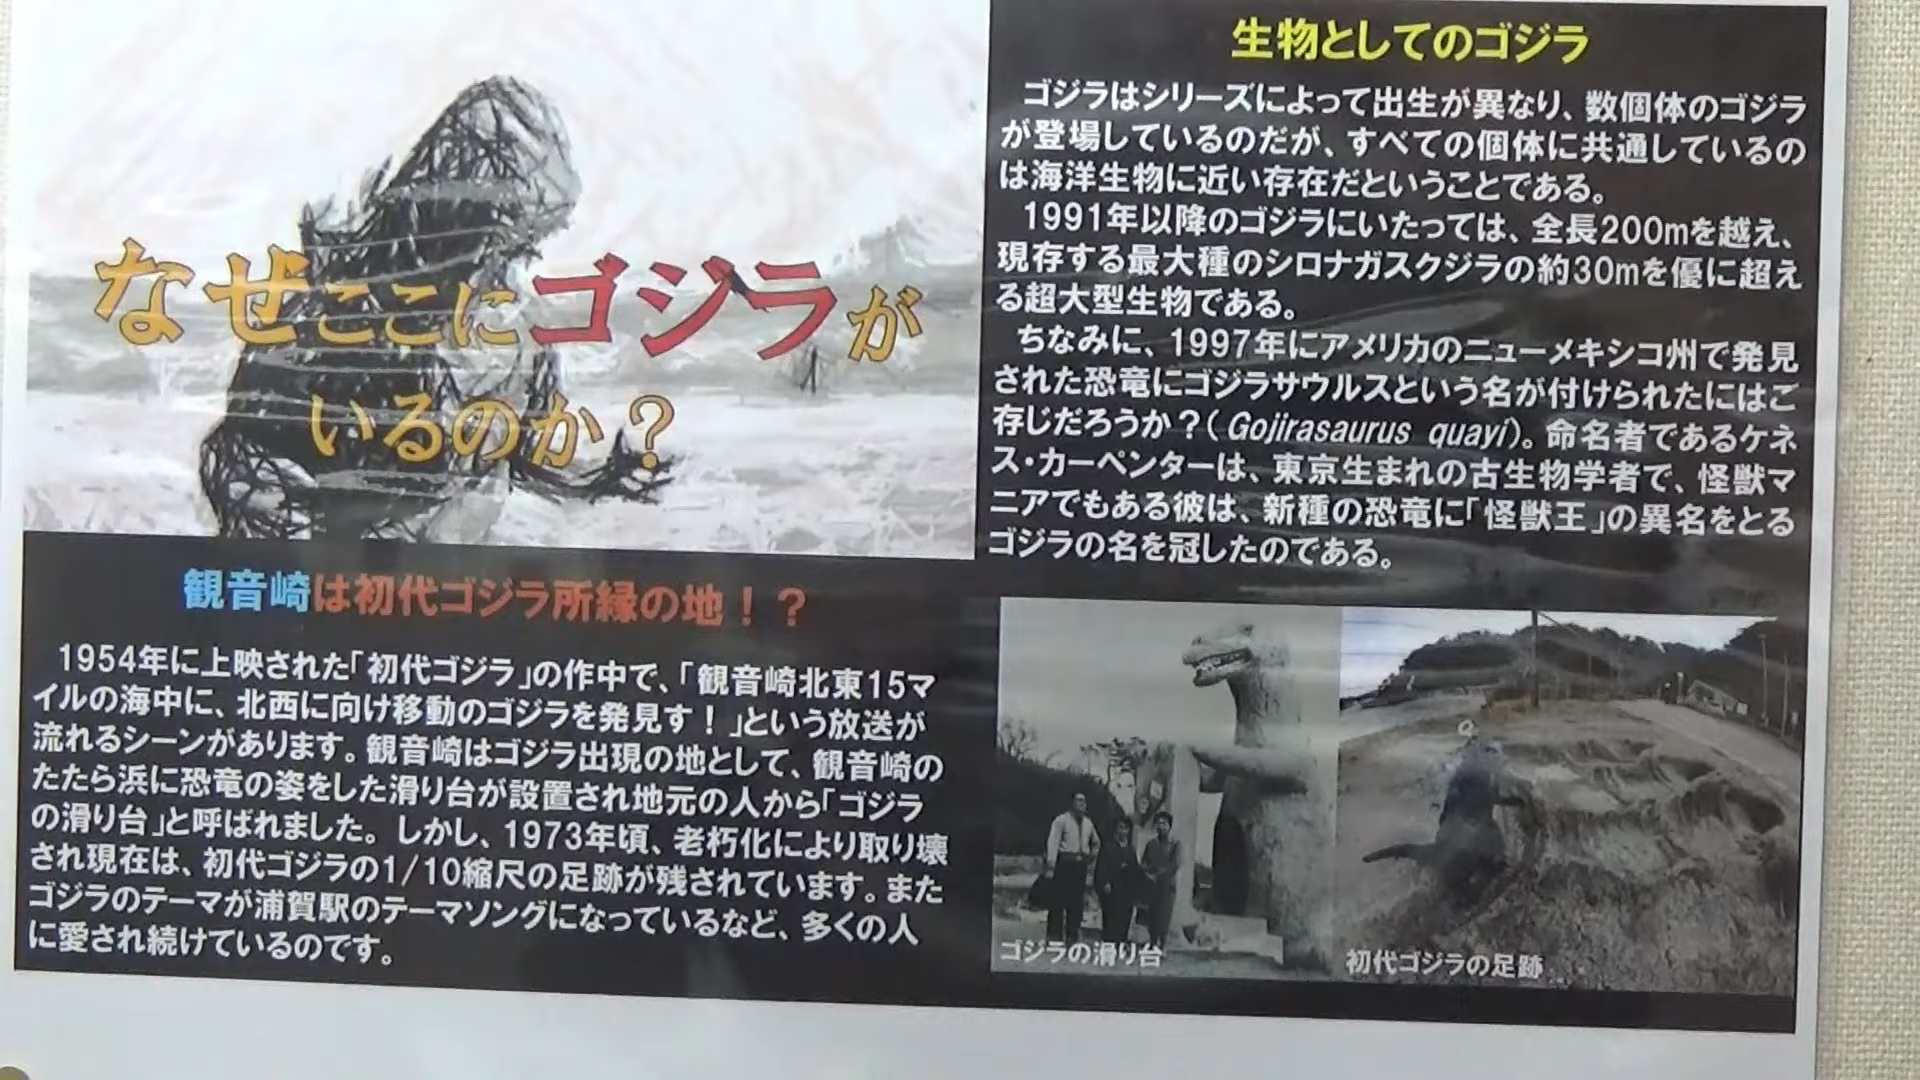 なぜここにゴジラが
いるのか？
観音崎は初代ゴジラ所縁の地！？
1954年に上映された「初代ゴジラ」の作中で、「観音崎北東15マ
イルの海中に、北西に向け移動のゴジラを発見す！」という放送が
流れるシーンがあります。観音崎はゴジラ出現の地として、観音崎の
たたら浜に恐竜の姿をした滑り台が設置され地元の人から「ゴジラ
の滑り台」と呼ばれました。しかし、1973年頃、老朽化により取り壊
され現在は、初代ゴジラの1/10縮尺の足跡が残されています。また
ゴジラのテーマが浦賀駅のテーマソングになっているなど、多くの人
に愛され続けているのです。
生物としてのゴジラ
ゴジラはシリーズによって出生が異なり、数個体のゴジラ
が登場しているのだが、すべての個体に共通しているの
は海洋生物に近い存在だということである。
1991年以降のゴジラにいたっては、全長200mを越え、
現存する最大種のシロナガスクジラの約30mを優に超え
る超大型生物である。
ちなみに、1997年にアメリカのニューメキシコ州で発見
された恐竜にゴジラサウルスという名が付けられたにはご
存じだろうか？（Gojirasaurus quayi）。命名者であるケネ
ス・カーペンターは、東京生まれの古生物学者で、怪獣マ
ニアでもある彼は、新種の恐竜に「怪獣王」の異名をとる
ゴジラの名を冠したのである。
ゴジラの滑り台
初代ゴジラの足跡